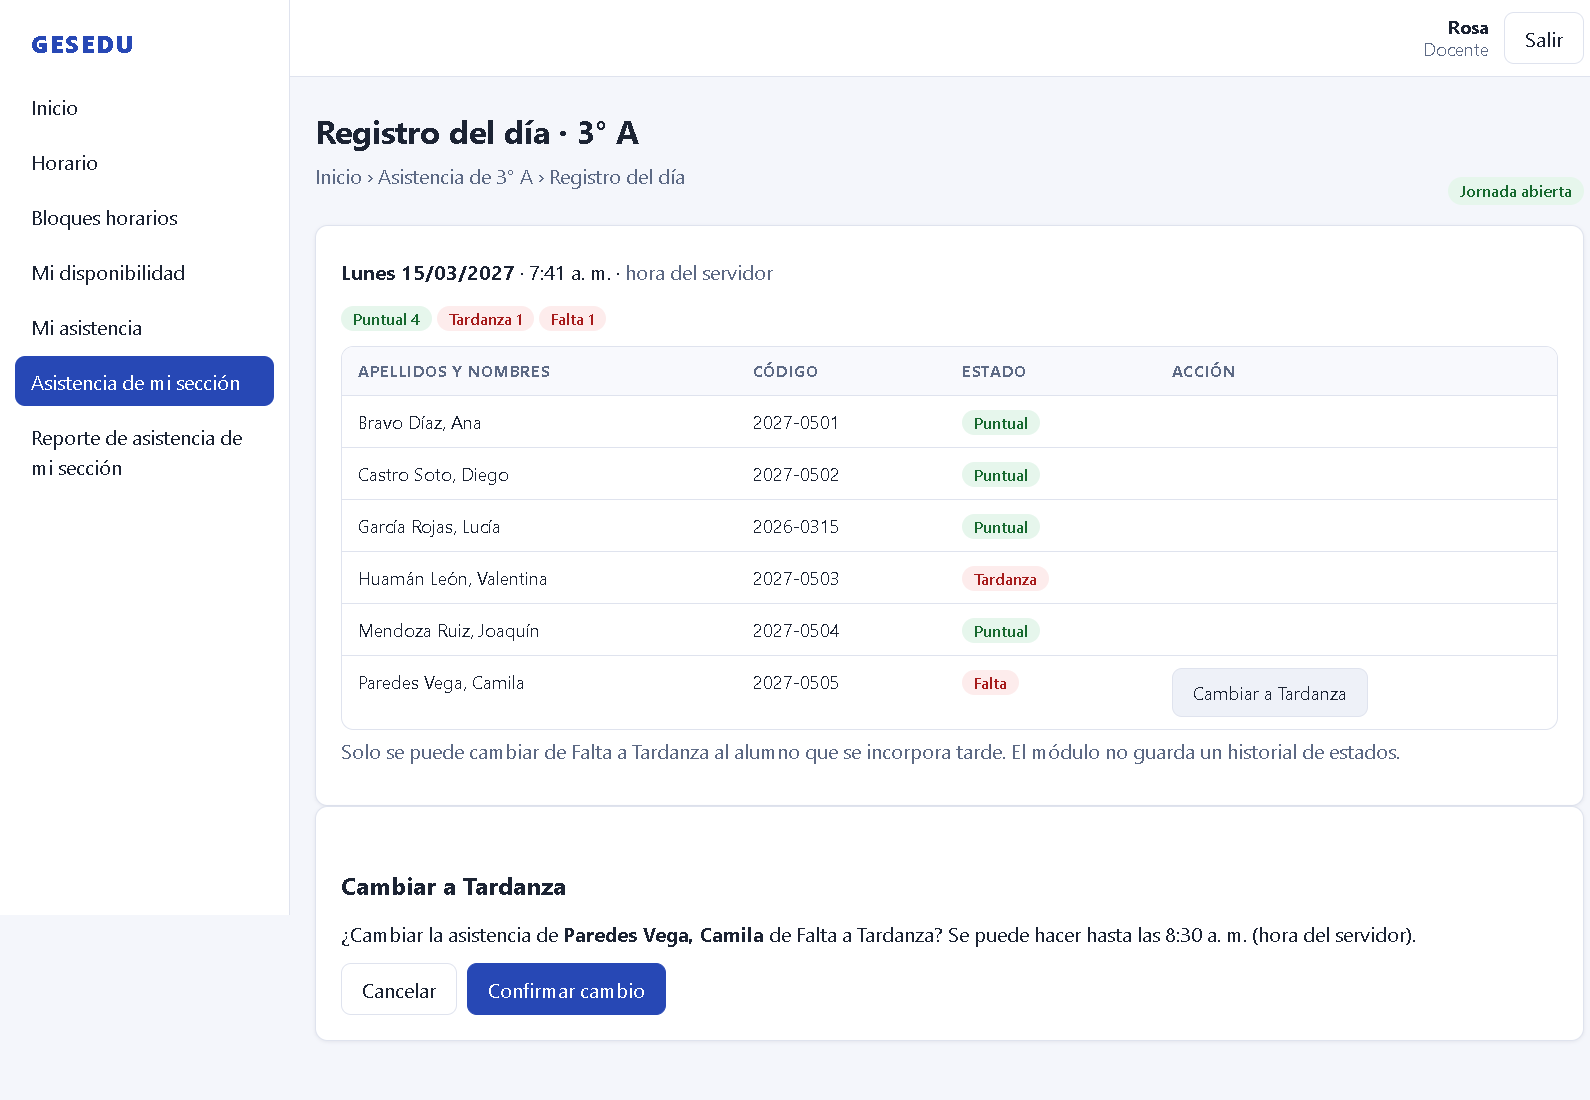 GESEDU
Inicio
Horario
Bloques horarios
Mi disponibilidad
Mi asistencia
Asistencia de mi sección
Reporte de asistencia de
mi sección
Rosa
Docente
Salir
Registro del día · 3° A
Inicio › Asistencia de 3° A › Registro del día
Jornada abierta
Lunes 15/03/2027 · 7:41 a. m. · hora del servidor
Puntual 4 Tardanza 1 Falta 1
APELLIDOS Y NOMBRES CÓDIGO ESTADO ACCIÓN
Bravo Díaz, Ana 2027-0501 Puntual
Castro Soto, Diego 2027-0502 Puntual
García Rojas, Lucía 2026-0315 Puntual
Huamán León, Valentina 2027-0503 Tardanza
Mendoza Ruiz, Joaquín 2027-0504 Puntual
Paredes Vega, Camila 2027-0505 Falta Cambiar a Tardanza
Solo se puede cambiar de Falta a Tardanza al alumno que se incorpora tarde. El módulo no guarda un historial de estados.
Cambiar a Tardanza
¿Cambiar la asistencia de Paredes Vega, Camila de Falta a Tardanza? Se puede hacer hasta las 8:30 a. m. (hora del servidor).
Cancelar Confirmar cambio